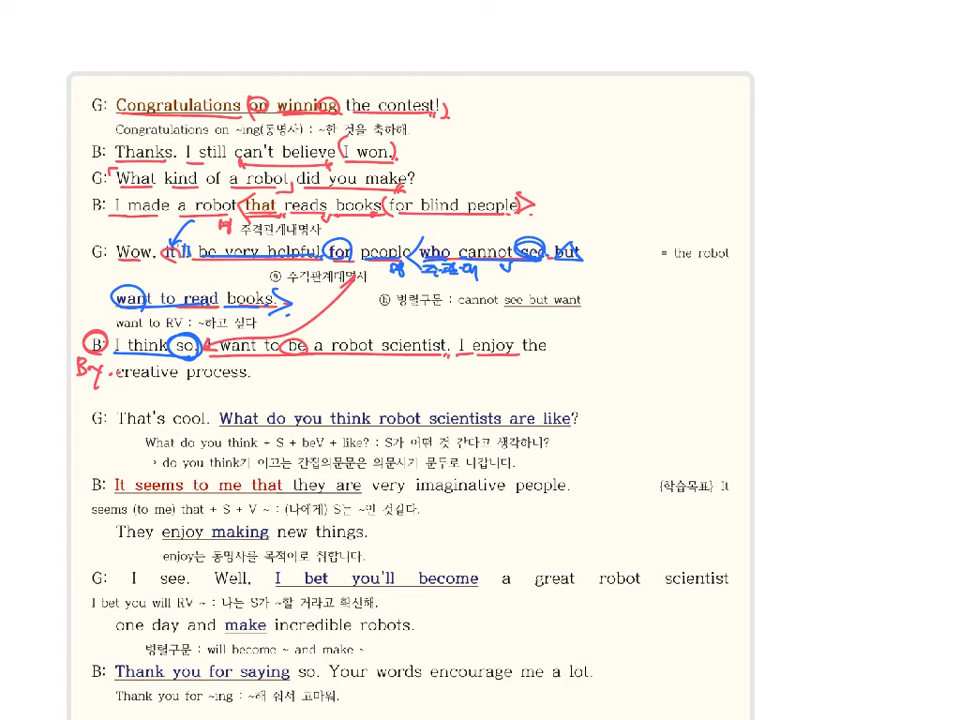 G: Congratulations on winning the contest!
Congratulations on ~ing(동명사) : ~한 것을 축하해.
B: Thanks. I still can't believe I won.
G: What kind of a robot did you make?
B: I made a robot that reads books for blind people.
주격관계대명사
G: Wow. It'll be very helpful for people who cannot see but = the robot
ⓐ 주격관계대명사
want to read books. ⓑ 병렬구문 : cannot see but want
want to RV : ~하고 싶다
B: I think so. want to be a robot scientist. I enjoy the
Boy.
creative process.
G: That's cool. What do you think robot scientists are like?
What do you think + S + beV + like? : S가 어떤 것 같다고 생각하니?
do you think가 이끄는 간접의문문은 의문사가 문두로 나갑니다.
B: It seems to me that they are very imaginative people. {학습목표} It
seems (to me) that + S + V ~ : (나에게) S는 ~인 것같다.
They enjoy making new things.
enjoy는 동명사를 목적어로 취합니다.
G: I see. Well, I bet you'll become a great robot scientist
I bet you will RV ~ : 나는 S가 ~할 거라고 확신해.
one day and make incredible robots.
병렬구문 : will become ~ and make ~
B: Thank you for saying so. Your words encourage me a lot.
Thank you for ~ing : ~해 줘서 고마워.